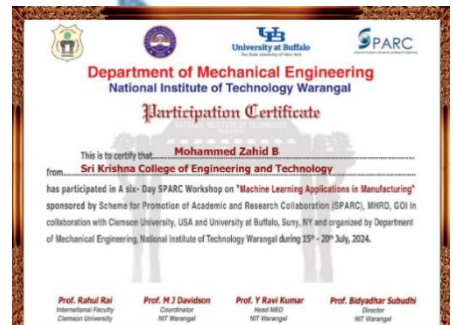 University at Buffalo
The State University of New York
SPARC
Department of Mechanical Engineering
National Institute of Technology Warangal
Participation Certificate
This is to certify that Mohammed Zahid B
from Sri Krishna College of Engineering and Technology
has participated in A six- Day SPARC Workshop on "Machine Learning Applications in Manufacturing"
sponsored by Scheme for Promotion of Academic and Research Collaboration (SPARC), MHRD, GOI in
collaboration with Clemson University, USA and University at Buffalo, Suny, NY and organized by Department
of Mechanical Engineering, National Institute of Technology Warangal during 15th - 20th July, 2024.
Prof. Rahul Rai Prof. M J Davidson Prof. Y Ravi Kumar Prof. Bidyadhar Subudhi
International Faculty Coordinator Head MED Director
Clemson University NIT Warangal NIT Warangal NIT Warangal